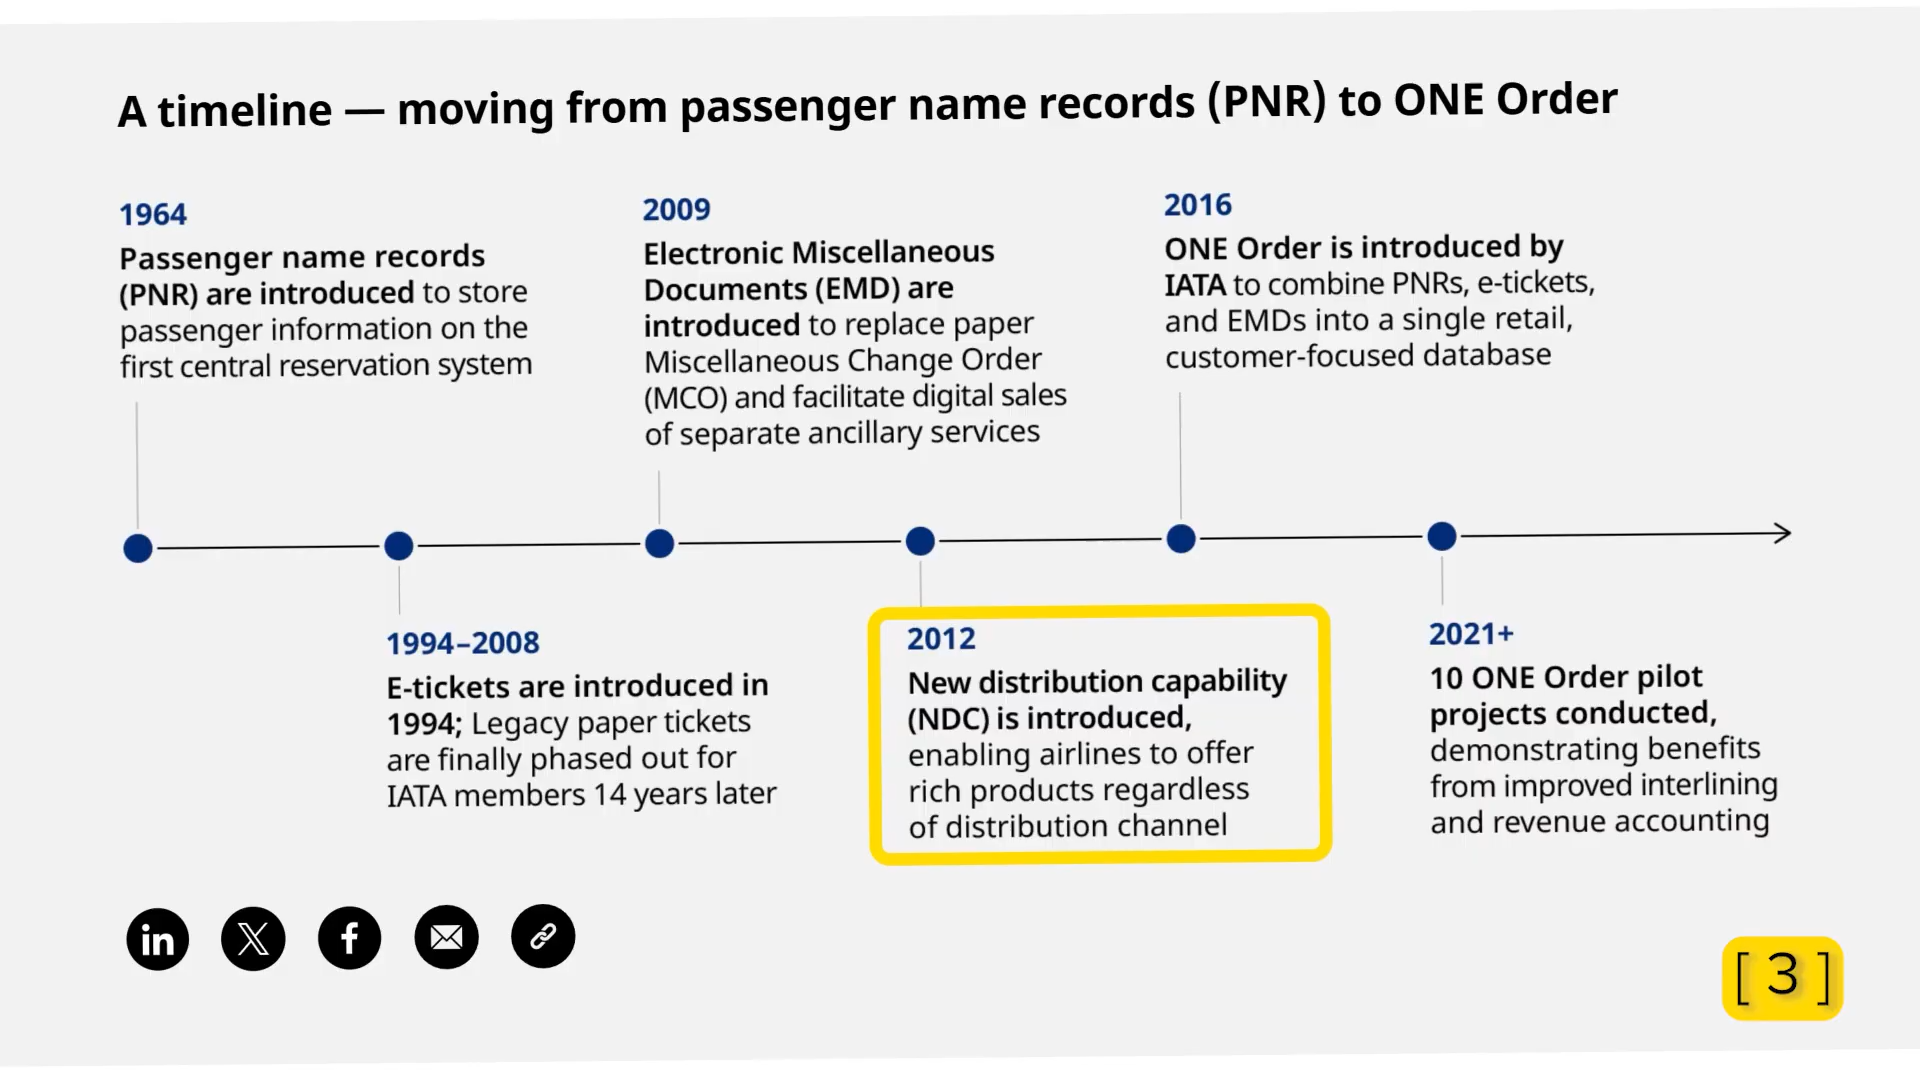 A timeline — moving from passenger name records (PNR) to ONE Order
1964
Passenger name records
(PNR) are introduced to store
passenger information on the
first central reservation system
2009
Electronic Miscellaneous
Documents (EMD) are
introduced to replace paper
Miscellaneous Change Order
(MCO) and facilitate digital sales
of separate ancillary services
2016
ONE Order is introduced by
IATA to combine PNRs, e-tickets,
and EMDs into a single retail,
customer-focused database
1994–2008
E-tickets are introduced in
1994; Legacy paper tickets
are finally phased out for
IATA members 14 years later
2012
New distribution capability
(NDC) is introduced,
enabling airlines to offer
rich products regardless
of distribution channel
2021+
10 ONE Order pilot
projects conducted,
demonstrating benefits
from improved interlining
and revenue accounting
in X f
[ 3 ]